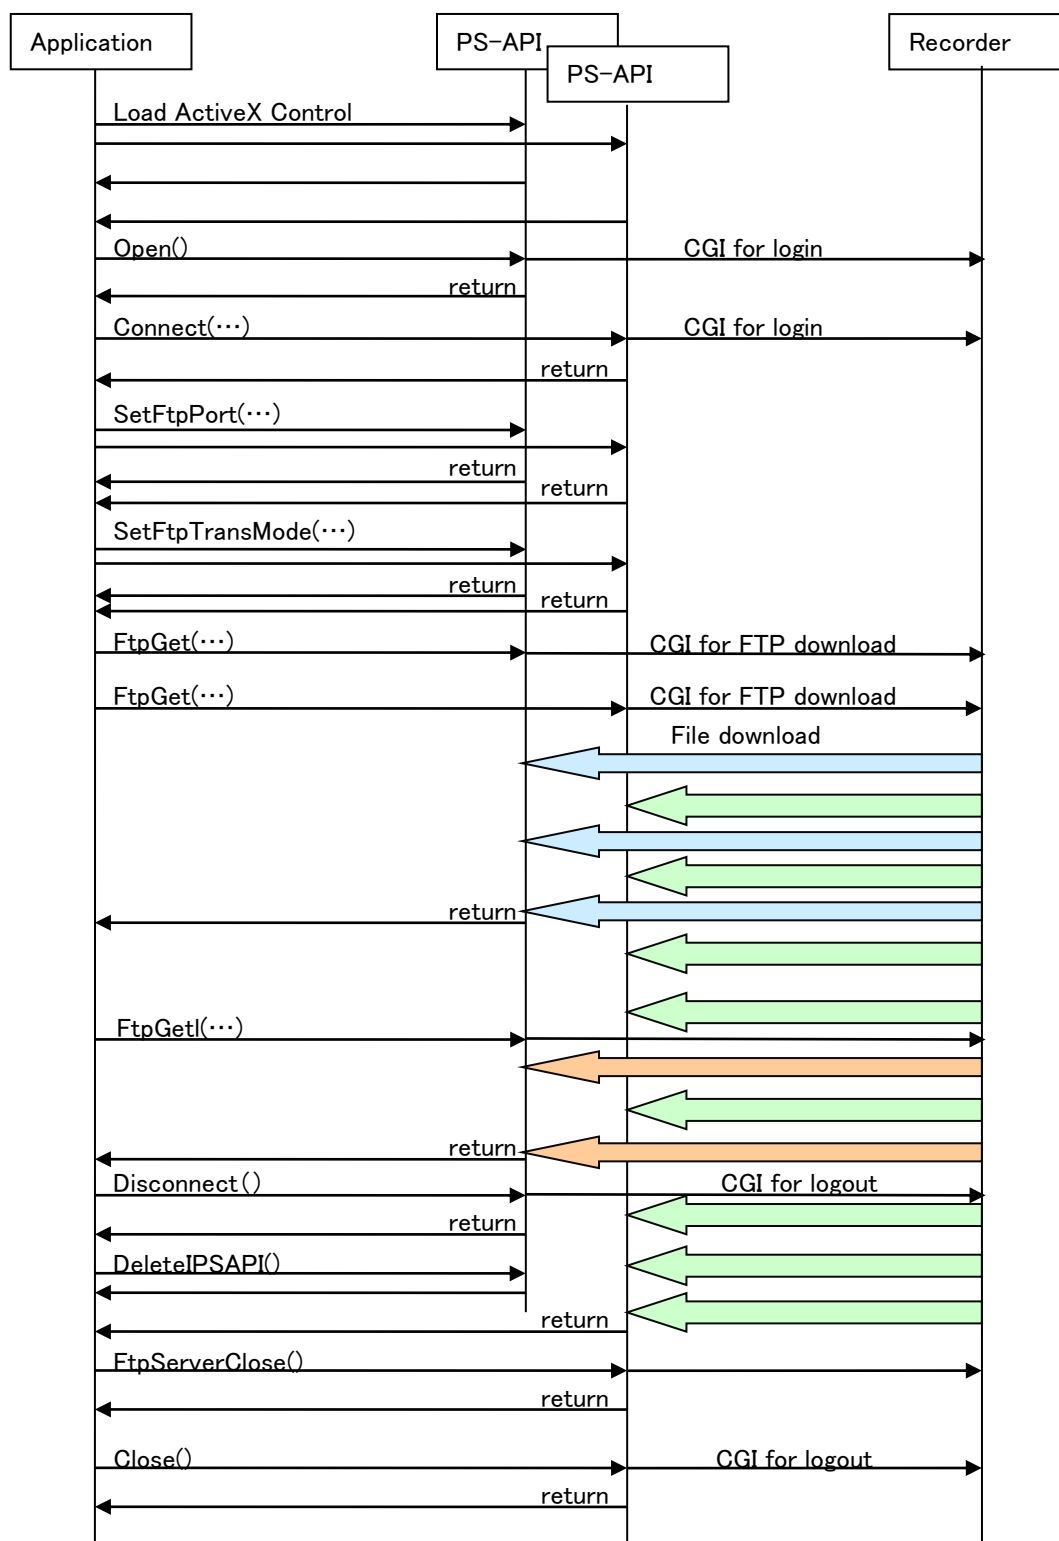 Application
PS-API
PS-API
Recorder
Load ActiveX Control
Open()
CGI for login
return
Connect(…)
CGI for login
return
SetFtpPort(…)
return
return
SetFtpTransMode(…)
return
return
FtpGet(…)
CGI for FTP download
FtpGet(…)
CGI for FTP download
File download
return
FtpGetl(…)
return
Disconnect()
CGI for logout
return
DeleteIPSAPI()
return
FtpServerClose()
return
Close()
CGI for logout
return